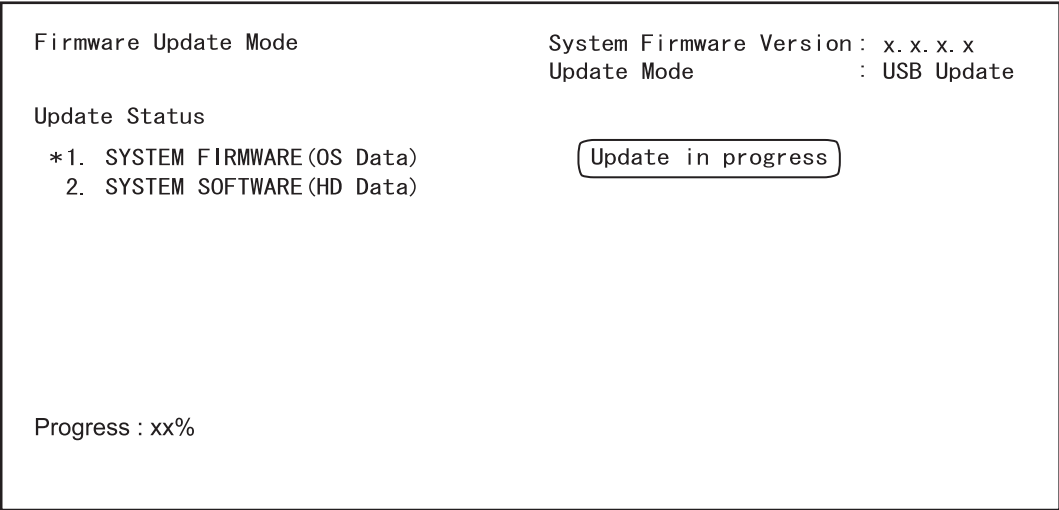 Firmware Update Mode
System Firmware Version : x. x. x. x
Update Mode : USB Update
Update Status
*1. SYSTEM FIRMWARE(OS Data) Update in progress
2. SYSTEM SOFTWARE(HD Data)
Progress : xx%